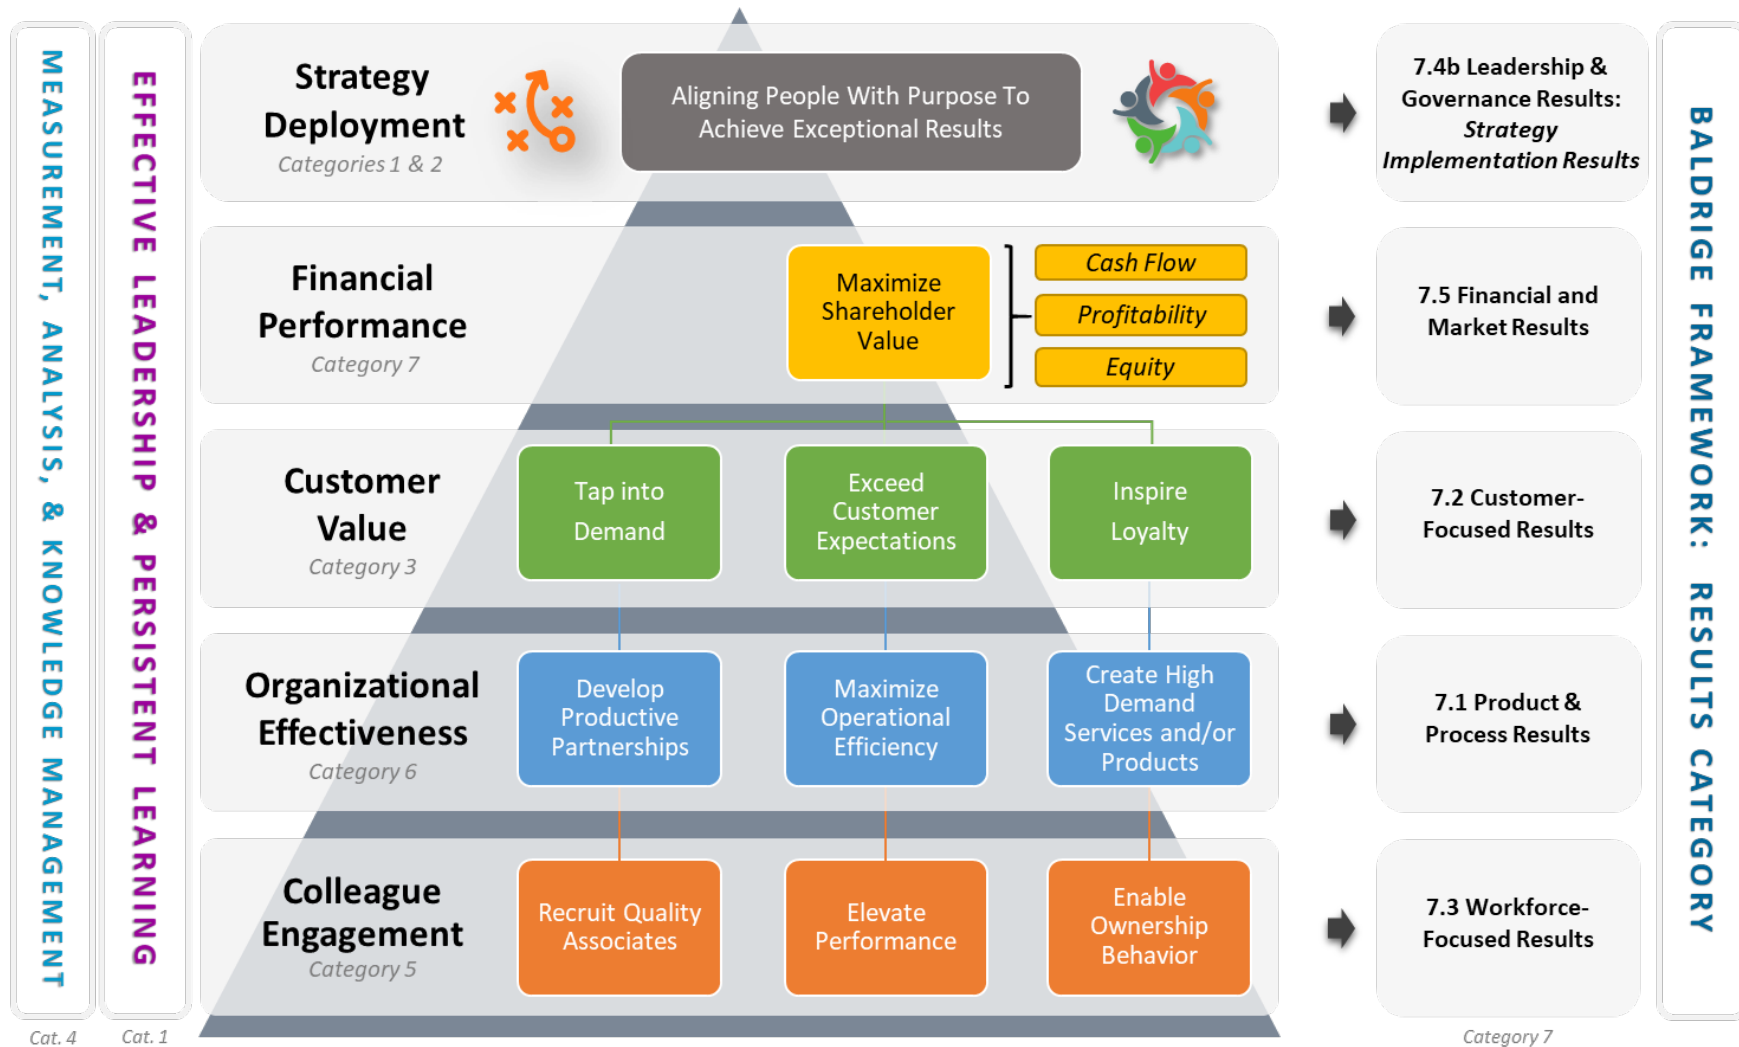 MEASUREMENT, ANALYSIS, & KNOWLEDGE MANAGEMENT
Cat. 4
EFFECTIVE LEADERSHIP & PERSISTENT LEARNING
Cat. 1
Strategy
Deployment
Categories 1 & 2
Aligning People With Purpose To
Achieve Exceptional Results
7.4b Leadership &
Governance Results:
Strategy
Implementation Results
Financial
Performance
Category 7
Maximize
Shareholder
Value
Cash Flow
Profitability
Equity
7.5 Financial and
Market Results
Customer
Value
Category 3
Tap into
Demand
Exceed
Customer
Expectations
Inspire
Loyalty
7.2 Customer-
Focused Results
Organizational
Effectiveness
Category 6
Develop
Productive
Partnerships
Maximize
Operational
Efficiency
Create High
Demand
Services and/or
Products
7.1 Product &
Process Results
Colleague
Engagement
Category 5
Recruit Quality
Associates
Elevate
Performance
Enable
Ownership
Behavior
7.3 Workforce-
Focused Results
BALDRIGE FRAMEWORK: RESULTS CATEGORY
Category 7